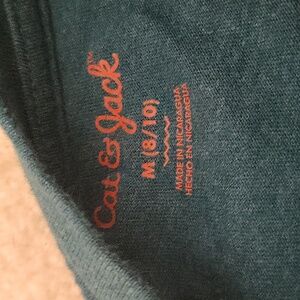 Cat & Jack™
M (8/10)
MADE IN NICARAGUA
HECHO EN NICARAGUA